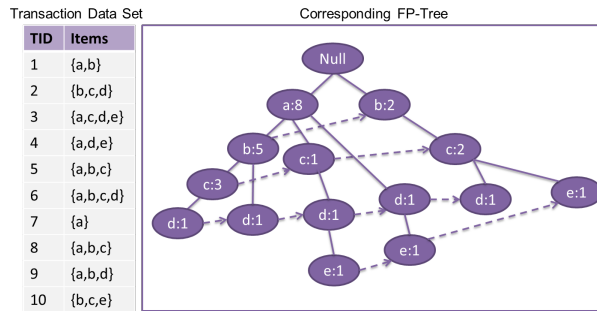 Transaction Data Set
Corresponding FP-Tree
TID Items
1 {a,b}
2 {b,c,d}
3 {a,c,d,e}
4 {a,d,e}
5 {a,b,c}
6 {a,b,c,d}
7 {a}
8 {a,b,c}
9 {a,b,d}
10 {b,c,e}
Null
a:8 b:2
b:5 c:1 c:2
c:3 d:1 d:1 e:1
d:1 d:1 d:1
e:1 e:1